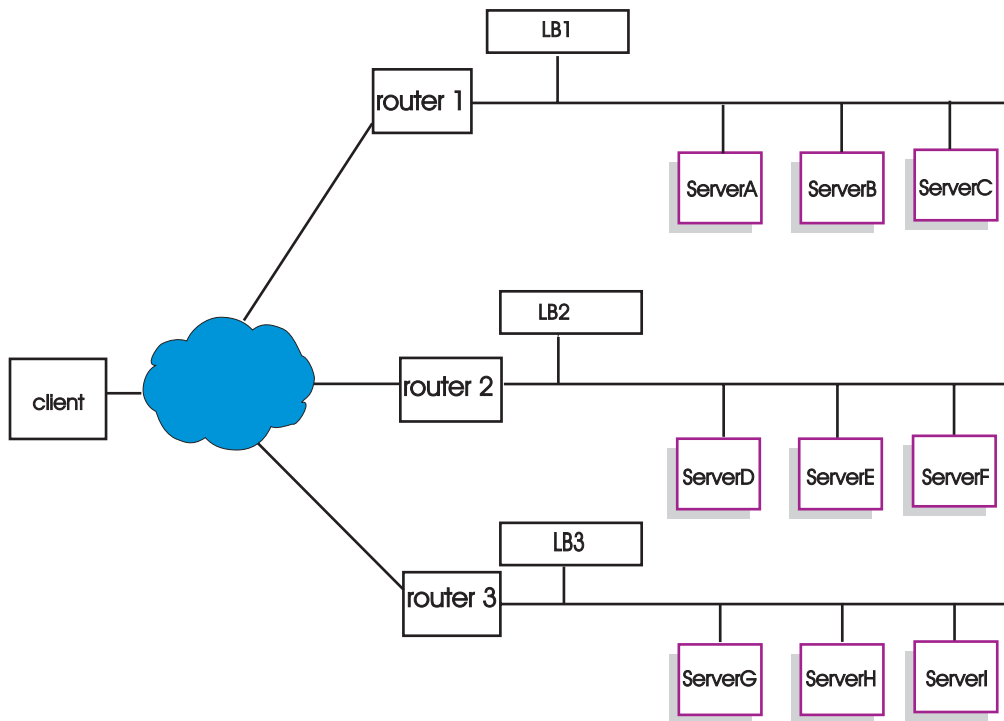 LB1
router 1
ServerA
ServerB
ServerC
LB2
client
router 2
ServerD
ServerE
ServerF
LB3
router 3
ServerG
ServerH
ServerI